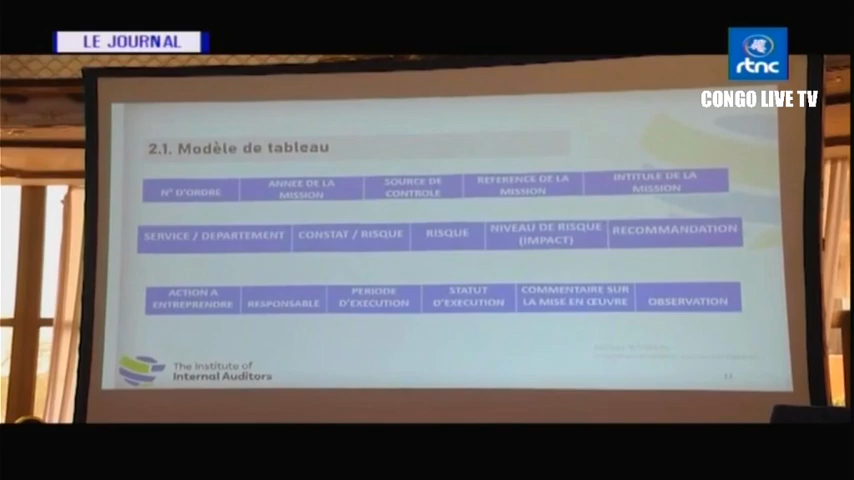 LE JOURNAL
rtnc
CONGO LIVE TV
2.1. Modèle de tableau
N° D'ORDRE
ANNEE DE LA
MISSION
SOURCE DE
CONTROLE
REFERENCE DE LA
MISSION
INTITULE DE LA
MISSION
SERVICE / DEPARTEMENT
CONSTAT / RISQUE
RISQUE
NIVEAU DE RISQUE
(IMPACT)
RECOMMANDATION
ACTION A
ENTREPRENDRE
RESPONSABLE
PERIODE
D'EXECUTION
STATUT
D'EXECUTION
COMMENTAIRE SUR
LA MISE EN ŒUVRE
OBSERVATION
The Institute of
Internal Auditors